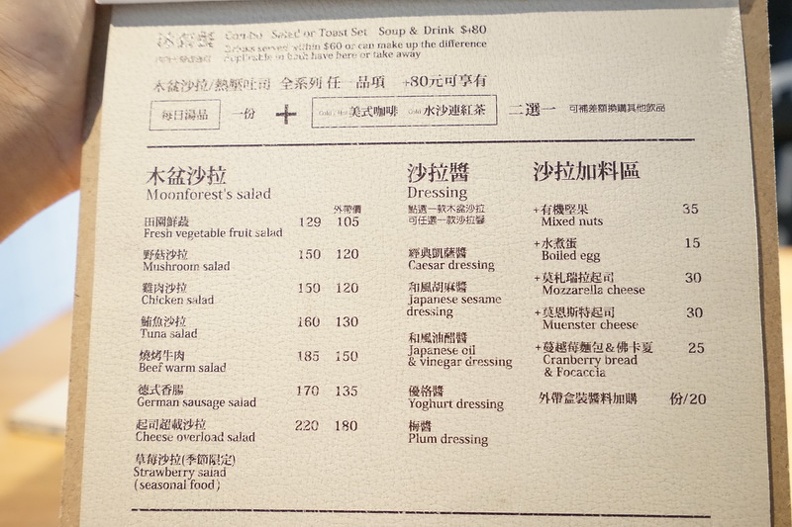 Combo Salad or Toast Set Soup & Drink $180
within $60 or can make up the difference
have here or take away
木盆沙拉/熱壓吐司 全系列任一品項 +80元可享有
每日湯品 一份 + Cold / Hot 美式咖啡 Cold 水沙連紅茶 二選一 可補差額換購其他飲品
木盆沙拉
Moonforest's salad
外帶價
田園鮮蔬 129 105
Fresh vegetable fruit salad
野菇沙拉 150 120
Mushroom salad
雞肉沙拉 150 120
Chicken salad
鮪魚沙拉 160 130
Tuna salad
燒烤牛肉 185 150
Beef warm salad
德式香腸 170 135
German sausage salad
起司超載沙拉 220 180
Cheese overload salad
草莓沙拉(季節限定)
Strawberry salad
(seasonal food)
沙拉醬
Dressing
點選一款木盆沙拉
可任選一款沙拉醬
經典凱薩醬
Caesar dressing
和風胡麻醬
Japanese sesame
dressing
和風油醋醬
Japanese oil
& vinegar dressing
優格醬
Yoghurt dressing
梅醬
Plum dressing
沙拉加料區
+有機堅果 35
Mixed nuts
+水煮蛋 15
Boiled egg
+莫札瑞拉起司 30
Mozzarella cheese
+莫恩斯特起司 30
Muenster cheese
+蔓越莓麵包&佛卡夏 25
Cranberry bread
& Focaccia
外帶盒裝醬料加購 份/20